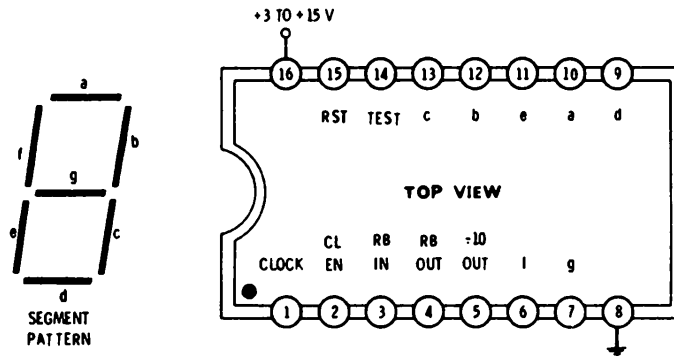 +3 TO +15 V
16 15 14 13 12 11 10 9
RST TEST c b e a d
TOP VIEW
CL RB RB ÷10
CLOCK EN IN OUT OUT f g
1 2 3 4 5 6 7 8
a
f b
g
e c
d
SEGMENT
PATTERN